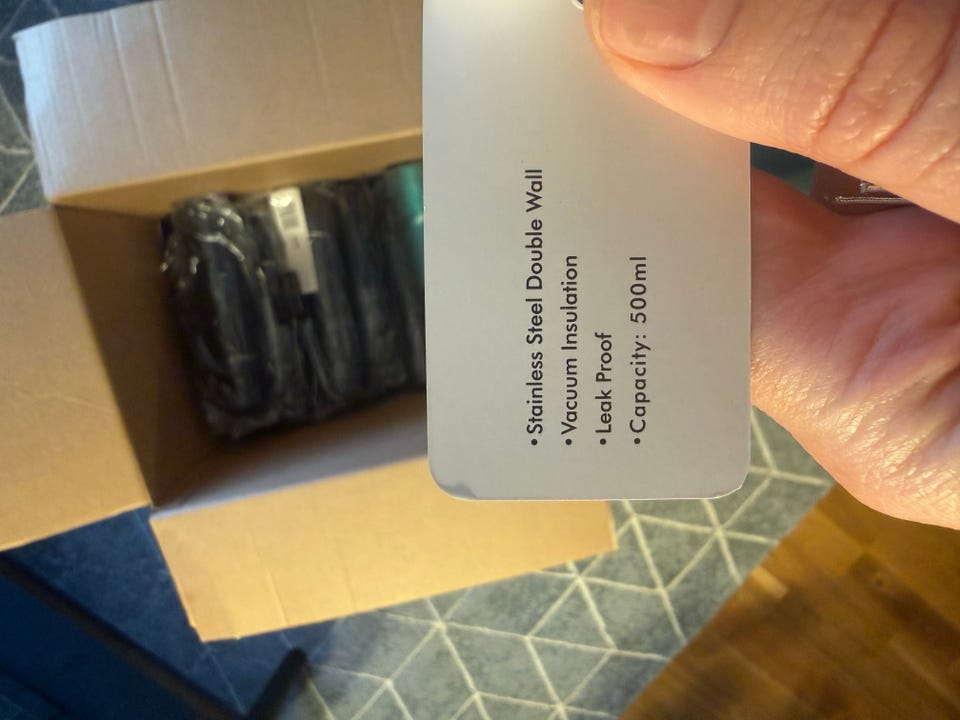 •Stainless Steel Double Wall
•Vacuum Insulation
•Leak Proof
•Capacity: 500ml